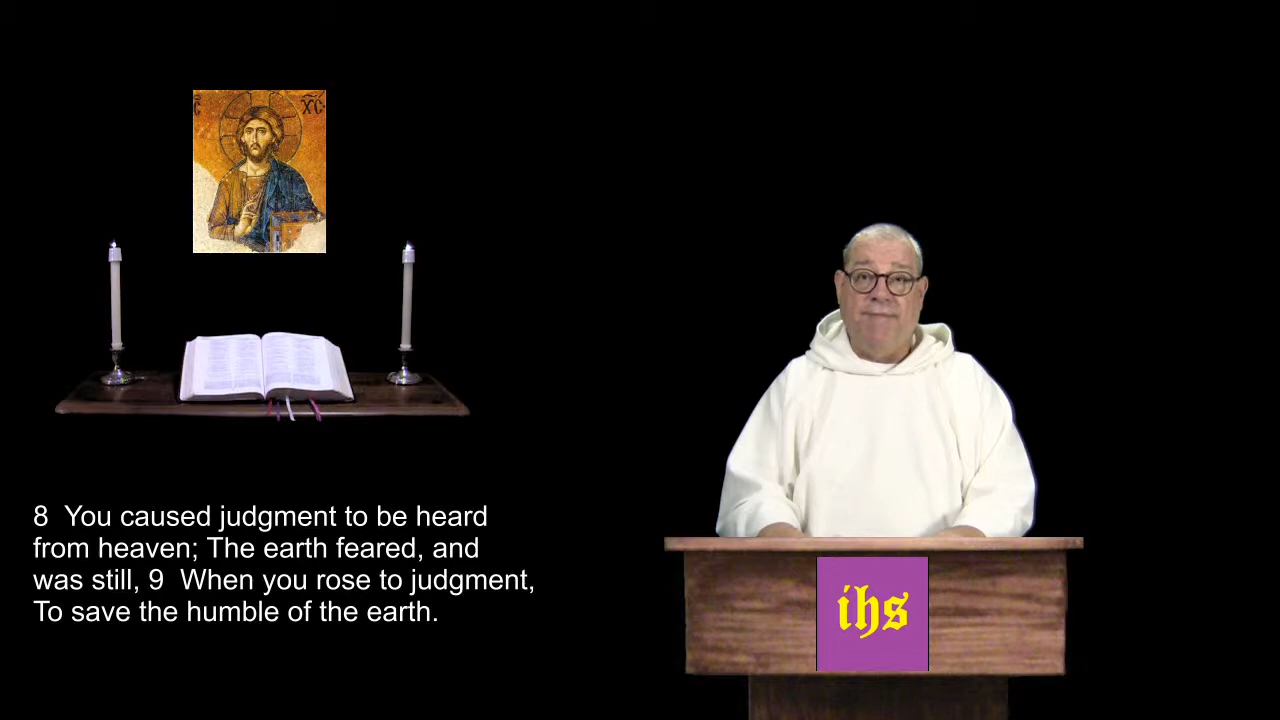 XC
8 You caused judgment to be heard
from heaven; The earth feared, and
was still, 9 When you rose to judgment,
To save the humble of the earth.
ihs